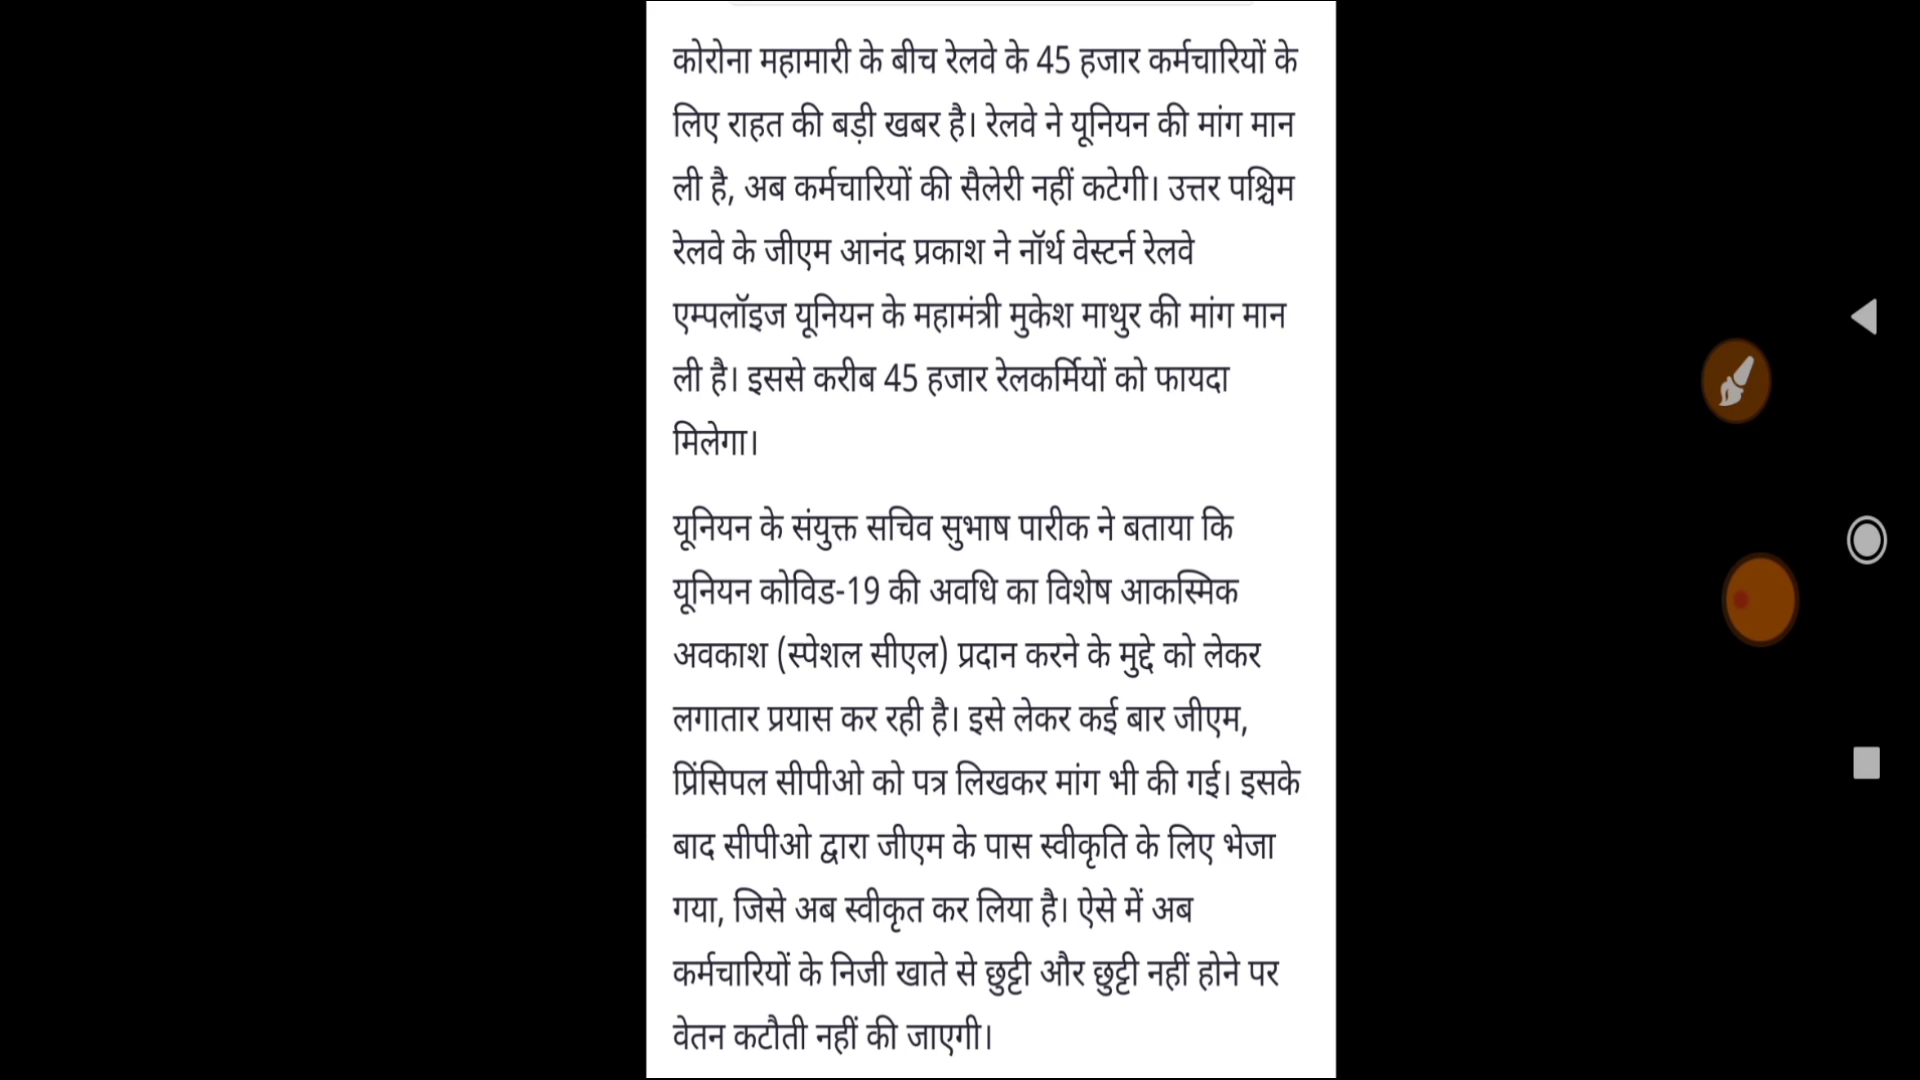 कोरोना महामारी के बीच रेलवे के 45 हजार कर्मचारियों के
लिए राहत की बड़ी खबर है। रेलवे ने यूनियन की मांग मान
ली है, अब कर्मचारियों की सैलेरी नहीं कटेगी। उत्तर पश्चिम
रेलवे के जीएम आनंद प्रकाश ने नॉर्थ वेस्टर्न रेलवे
एम्पलॉइज यूनियन के महामंत्री मुकेश माथुर की मांग मान
ली है। इससे करीब 45 हजार रेलकर्मियों को फायदा
मिलेगा।
यूनियन के संयुक्त सचिव सुभाष पारीक ने बताया कि
यूनियन कोविड-19 की अवधि का विशेष आकस्मिक
अवकाश (स्पेशल सीएल) प्रदान करने के मुद्दे को लेकर
लगातार प्रयास कर रही है। इसे लेकर कई बार जीएम,
प्रिंसिपल सीपीओ को पत्र लिखकर मांग भी की गई। इसके
बाद सीपीओ द्वारा जीएम के पास स्वीकृति के लिए भेजा
गया, जिसे अब स्वीकृत कर लिया है। ऐसे में अब
कर्मचारियों के निजी खाते से छुट्टी और छुट्टी नहीं होने पर
वेतन कटौती नहीं की जाएगी।